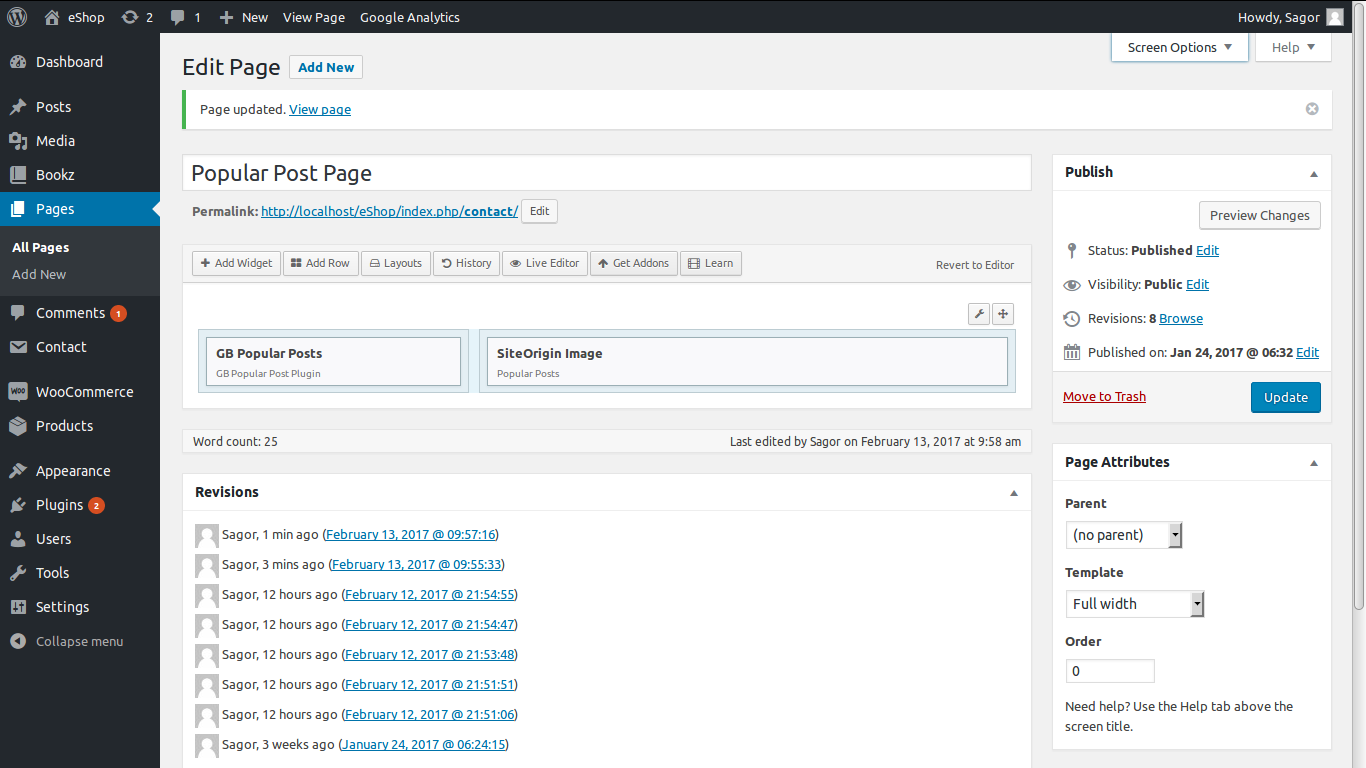 eShop 2 1 New View Page Google Analytics Howdy, Sagor
Screen Options Help
Dashboard
Posts
Media
Bookz
Pages
All Pages
Add New
Comments 1
Contact
WOO WooCommerce
Products
Appearance
Plugins 2
Users
Tools
Settings
Collapse menu
Edit Page Add New
Page updated. View page
Popular Post Page
Permalink: http://localhost/eShop/index.php/contact/ Edit
Add Widget Add Row Layouts History Live Editor Get Addons Learn Revert to Editor
GB Popular Posts
GB Popular Post Plugin
SiteOrigin Image
Popular Posts
Word count: 25 Last edited by Sagor on February 13, 2017 at 9:58 am
Revisions
Sagor, 1 min ago (February 13, 2017 @ 09:57:16)
Sagor, 3 mins ago (February 13, 2017 @ 09:55:33)
Sagor, 12 hours ago (February 12, 2017 @ 21:54:55)
Sagor, 12 hours ago (February 12, 2017 @ 21:54:47)
Sagor, 12 hours ago (February 12, 2017 @ 21:53:48)
Sagor, 12 hours ago (February 12, 2017 @ 21:51:51)
Sagor, 12 hours ago (February 12, 2017 @ 21:51:06)
Sagor, 3 weeks ago (January 24, 2017 @ 06:24:15)
Publish
Preview Changes
Status: Published Edit
Visibility: Public Edit
Revisions: 8 Browse
Published on: Jan 24, 2017 @ 06:32 Edit
Move to Trash Update
Page Attributes
Parent
(no parent)
Template
Full width
Order
0
Need help? Use the Help tab above the
screen title.